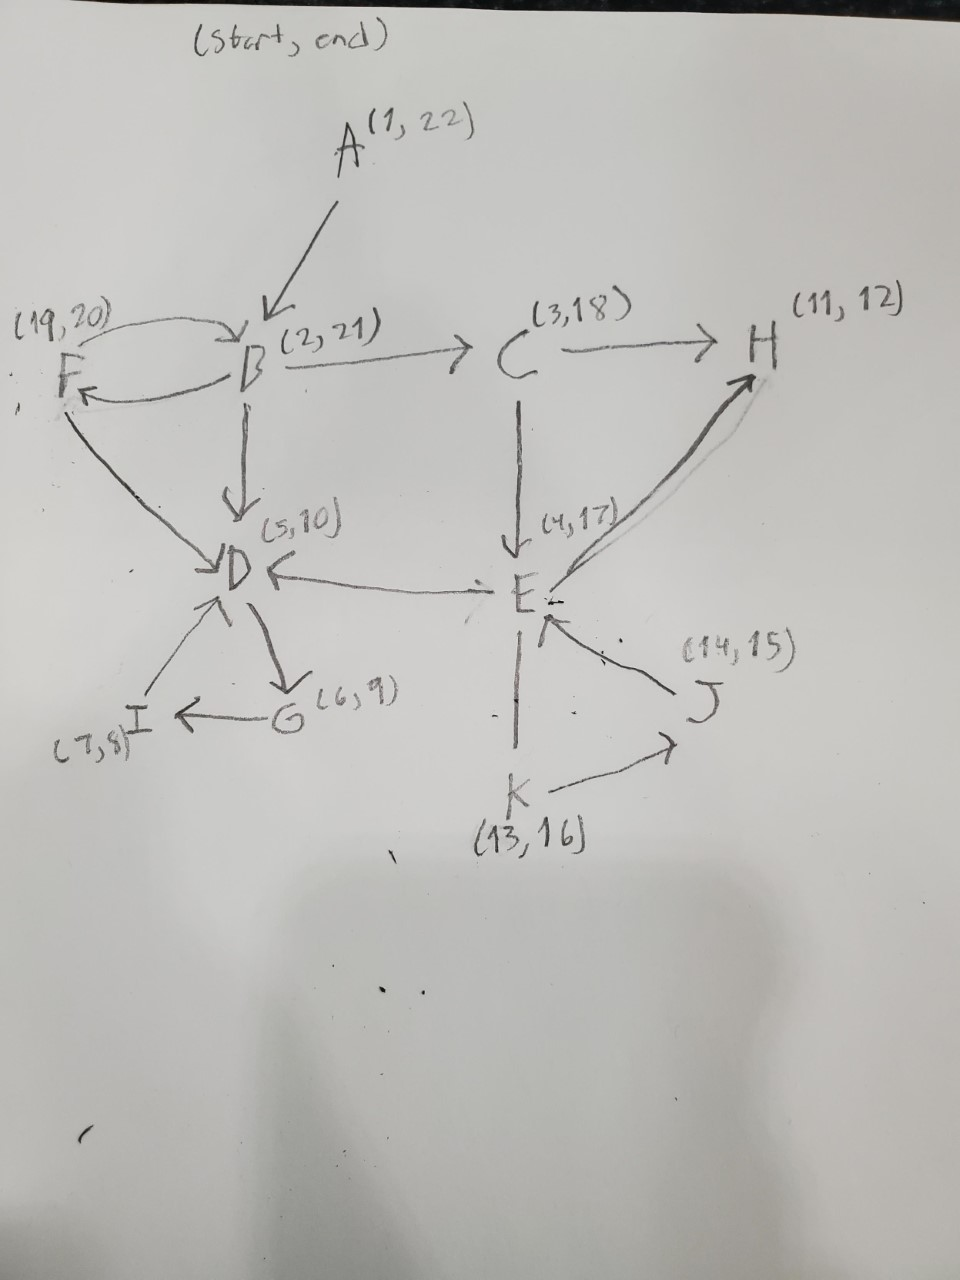 (start, end)
A (1, 22)
(19, 20)
F
B (2, 21)
C (3, 18)
H (11, 12)
D (5, 10)
E (4, 17)
I (7, 8)
G (6, 9)
J (14, 15)
K
(13, 16)